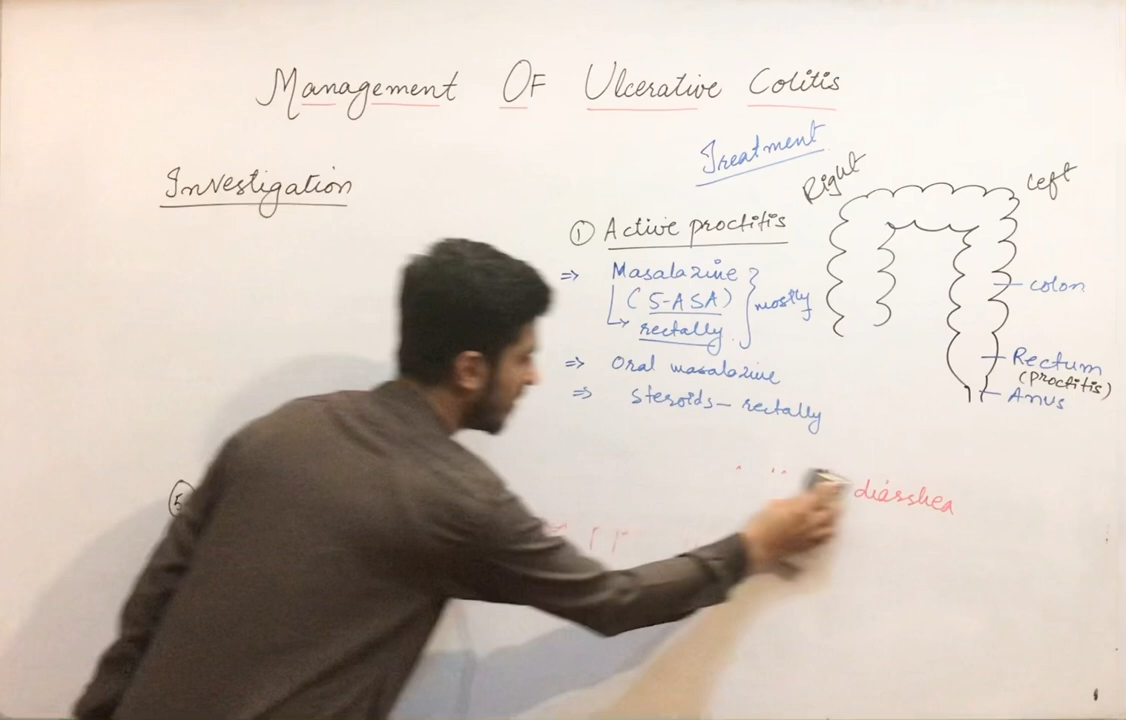 Management Of Ulcerative Colitis
Investigation
5
Treatment
① Active proctitis
⇒ Masalazine
(5-ASA)
rectally
} mostly
⇒ Oral masalazine
⇒ steroids - rectally
diarrhea
Right
Left
colon
Rectum
(Proctitis)
Anus